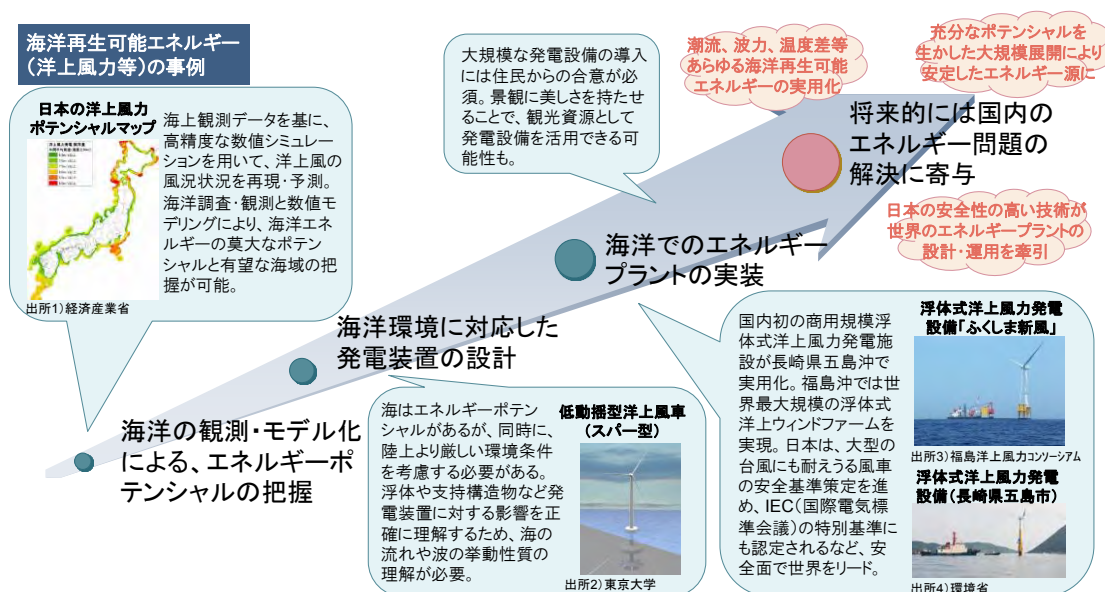 海洋再生可能エネルギー
(洋上風力等)の事例
日本の洋上風力
ポテンシャルマップ
海上観測データを基に、
高精度な数値シミュレー
ションを用いて、洋上風の
風況状況を再現・予測。
海洋調査・観測と数値モ
デリングにより、海洋エネ
ルギーの莫大なポテン
シャルと有望な海域の把
握が可能。
出所1)経済産業省
大規模な発電設備の導入
には住民からの合意が必
須。景観に美しさを持たせ
ることで、観光資源として
発電設備を活用できる可
能性も。
潮流、波力、温度差等
あらゆる海洋再生可能
エネルギーの実用化
充分なポテンシャルを
生かした大規模展開により
安定したエネルギー源に
将来的には国内の
エネルギー問題の
解決に寄与
日本の安全性の高い技術が
世界のエネルギープラントの
設計・運用を牽引
海洋でのエネルギー
プラントの実装
海洋環境に対応した
発電装置の設計
海洋の観測・モデル化
による、エネルギーポ
テンシャルの把握
海はエネルギーポテン
シャルがあるが、同時に、
陸上より厳しい環境条件
を考慮する必要がある。
浮体や支持構造物など発
電装置に対する影響を正
確に理解するため、海の
流れや波の挙動性質の
理解が必要。
低動揺型洋上風車
(スパー型)
出所2)東京大学
国内初の商用規模浮
体式洋上風力発電施
設が長崎県五島沖で
実用化。福島沖では世
界最大規模の浮体式
洋上ウィンドファームを
実現。日本は、大型の
台風にも耐えうる風車
の安全基準策定を進
め、IEC(国際電気標
準会議)の特別基準に
も認定されるなど、安
全面で世界をリード。
浮体式洋上風力発電
設備「ふくしま新風」
出所3)福島洋上風力コンソーシアム
浮体式洋上風力発電
設備(長崎県五島市)
出所4)環境省